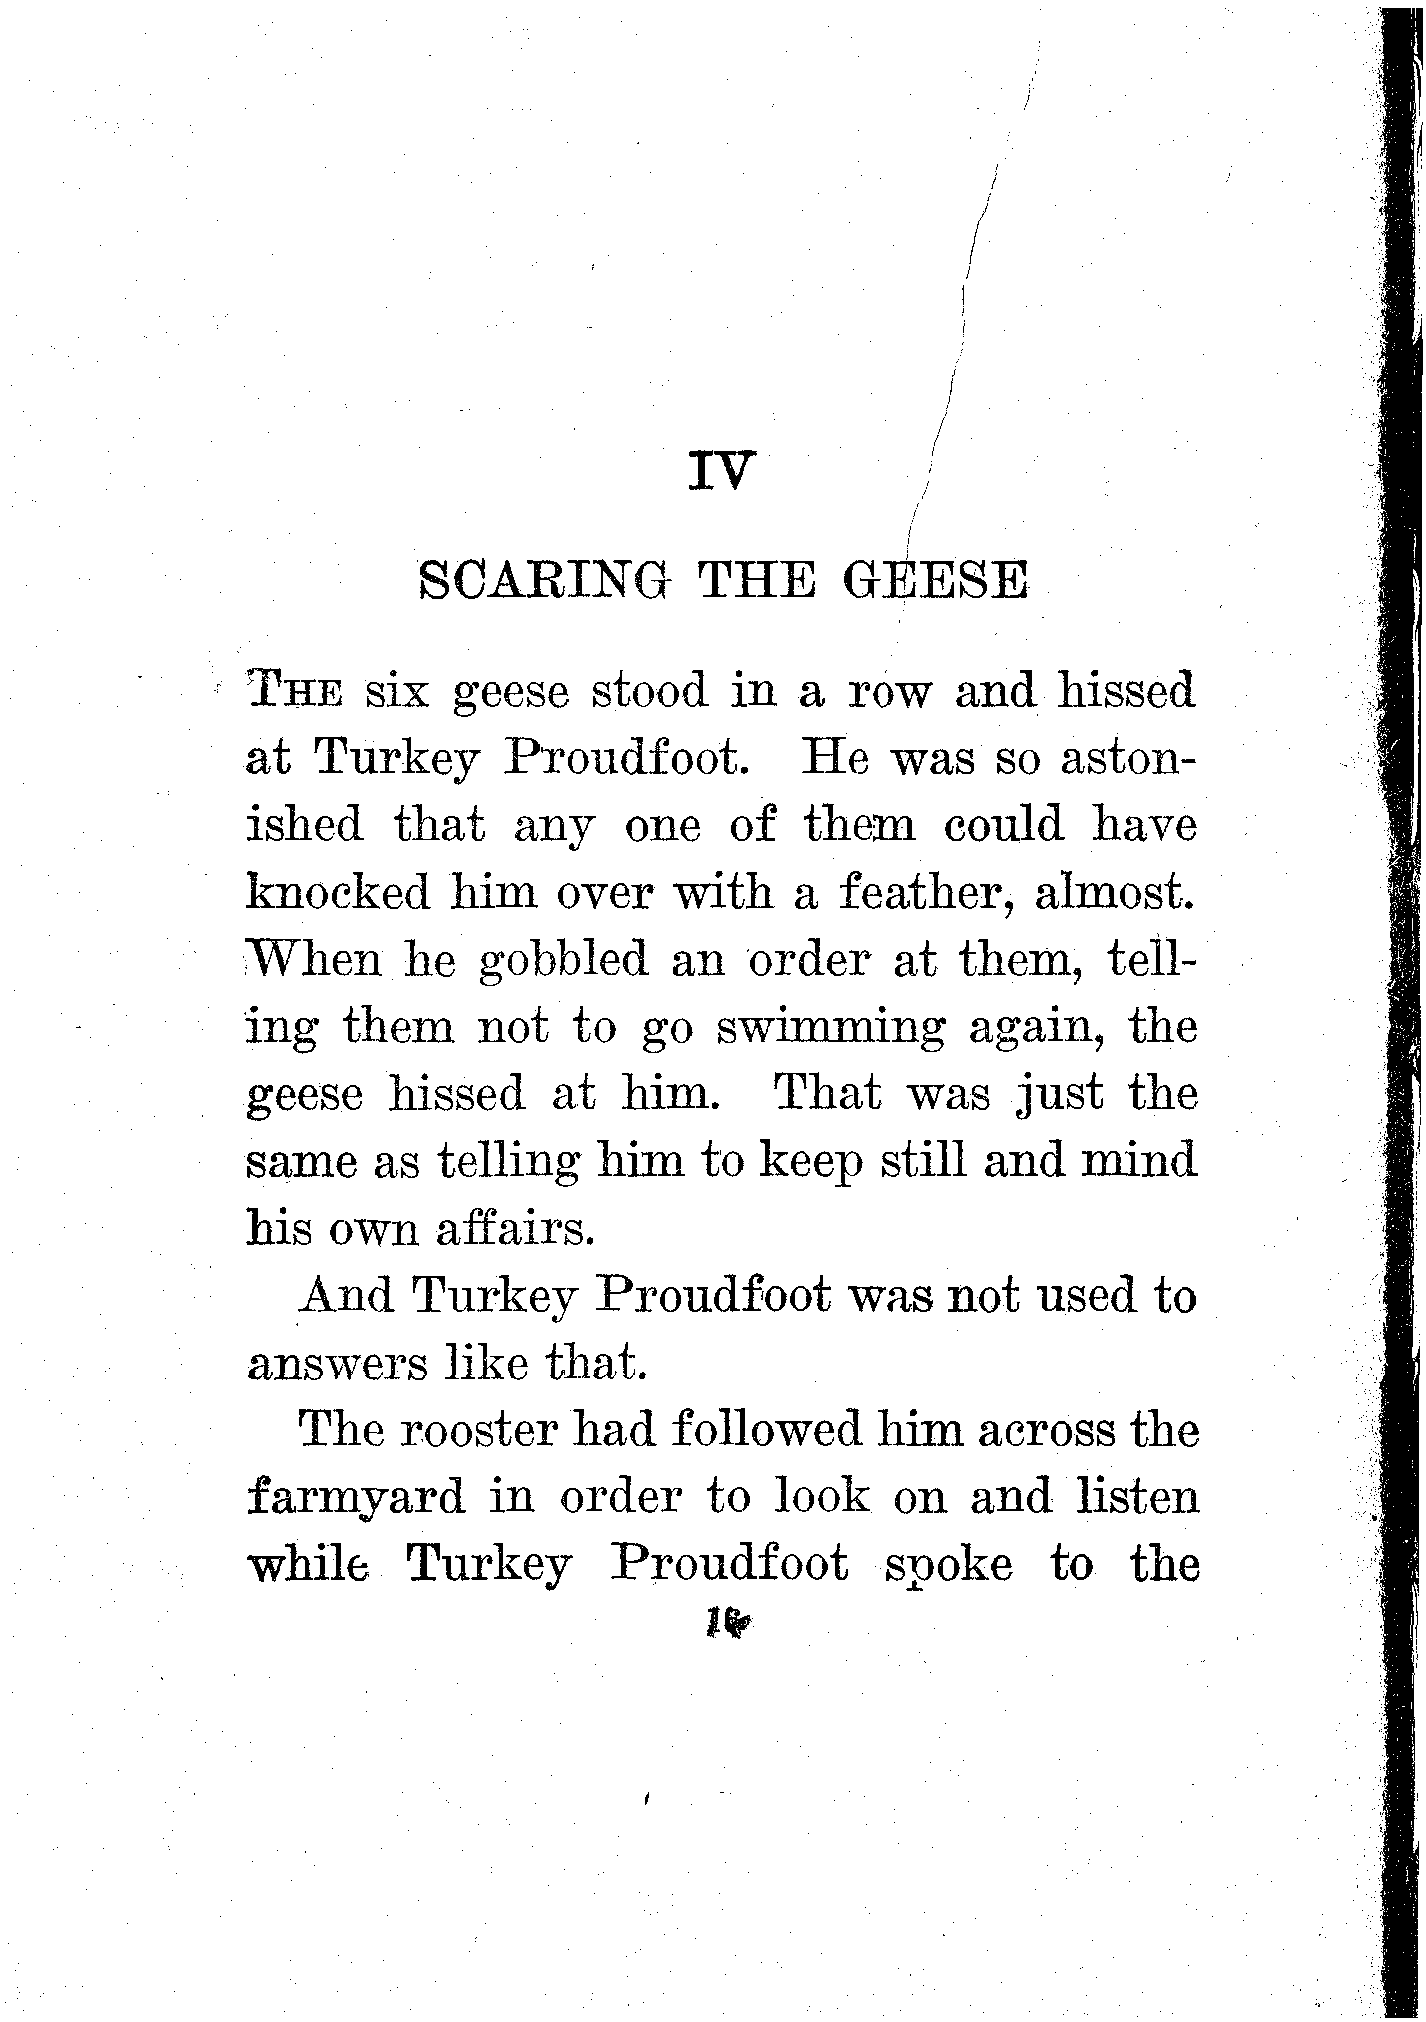 IV
SCARING THE GEESE
THE six geese stood in a row and hissed
at Turkey Proudfoot. He was so aston-
ished that any one of them could have
knocked him over with a feather, almost.
When he gobbled an order at them, tell-
ing them not to go swimming again, the
geese hissed at him. That was just the
same as telling him to keep still and mind
his own affairs.
And Turkey Proudfoot was not used to
answers like that.
The rooster had followed him across the
farmyard in order to look on and listen
while Turkey Proudfoot spoke to the